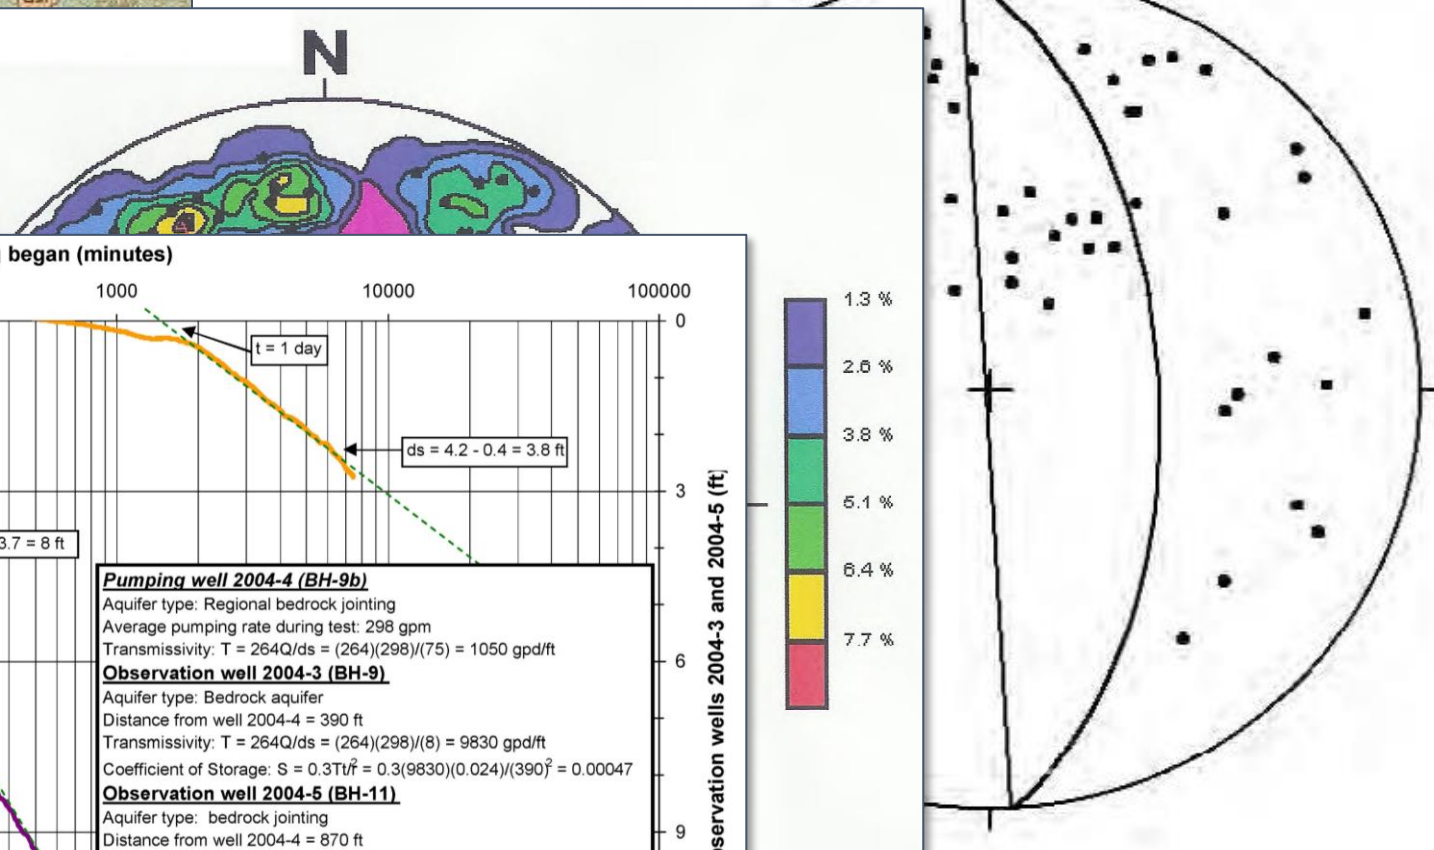 N
began (minutes)
1000
10000
100000
0
t = 1 day
ds = 4.2 - 0.4 = 3.8 ft
3
3.7 = 8 ft
6
9
Pumping well 2004-4 (BH-9b)
Aquifer type: Regional bedrock jointing
Average pumping rate during test: 298 gpm
Transmissivity: T = 264Q/ds = (264)(298)/(75) = 1050 gpd/ft
Observation well 2004-3 (BH-9)
Aquifer type: Bedrock aquifer
Distance from well 2004-4 = 390 ft
Transmissivity: T = 264Q/ds = (264)(298)/(8) = 9830 gpd/ft
Coefficient of Storage: S = 0.3Tt/r² = 0.3(9830)(0.024)/(390)² = 0.00047
Observation well 2004-5 (BH-11)
Aquifer type: bedrock jointing
Distance from well 2004-4 = 870 ft
servation wells 2004-3 and 2004-5 (ft)
1.3 %
2.6 %
3.8 %
5.1 %
6.4 %
7.7 %